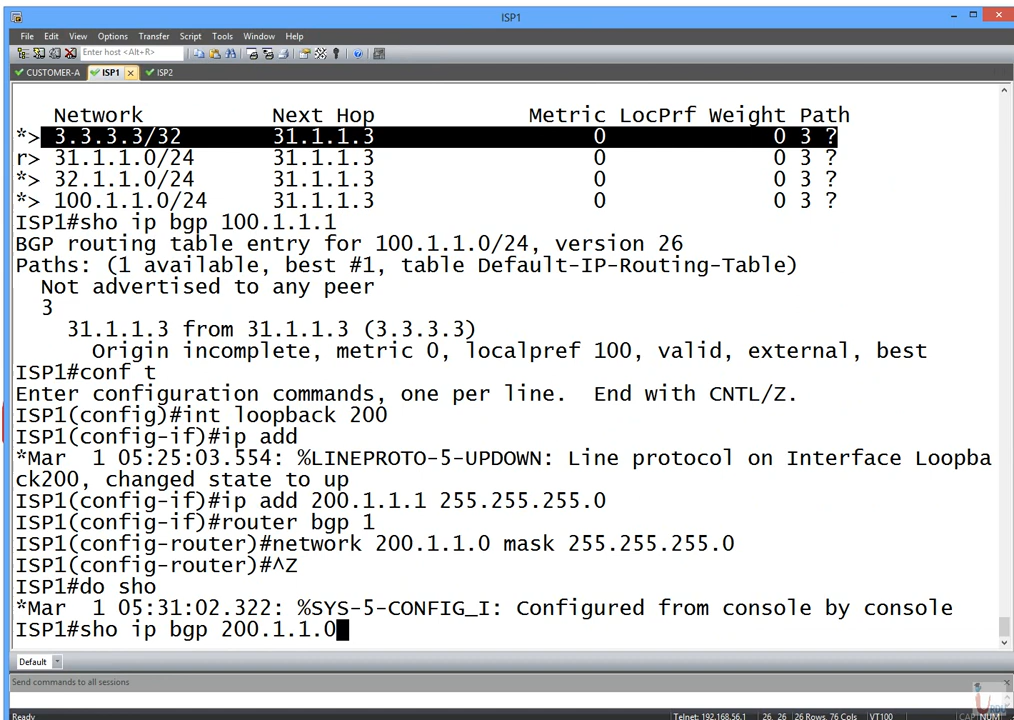 ISP1
File Edit View Options Transfer Script Tools Window Help
Enter host <Alt+R>
CUSTOMER-A ISP1 ISP2
Network Next Hop Metric LocPrf Weight Path
*> 3.3.3.3/32 31.1.1.3 0 0 3 ?
r> 31.1.1.0/24 31.1.1.3 0 0 3 ?
*> 32.1.1.0/24 31.1.1.3 0 0 3 ?
*> 100.1.1.0/24 31.1.1.3 0 0 3 ?
ISP1#sho ip bgp 100.1.1.1
BGP routing table entry for 100.1.1.0/24, version 26
Paths: (1 available, best #1, table Default-IP-Routing-Table)
Not advertised to any peer
3
31.1.1.3 from 31.1.1.3 (3.3.3.3)
Origin incomplete, metric 0, localpref 100, valid, external, best
ISP1#conf t
Enter configuration commands, one per line. End with CNTL/Z.
ISP1(config)#int loopback 200
ISP1(config-if)#ip add
*Mar 1 05:25:03.554: %LINEPROTO-5-UPDOWN: Line protocol on Interface Loopba
ck200, changed state to up
ISP1(config-if)#ip add 200.1.1.1 255.255.255.0
ISP1(config-if)#router bgp 1
ISP1(config-router)#network 200.1.1.0 mask 255.255.255.0
ISP1(config-router)#^Z
ISP1#do sho
*Mar 1 05:31:02.322: %SYS-5-CONFIG_I: Configured from console by console
ISP1#sho ip bgp 200.1.1.0
Default
Send commands to all sessions
Ready Telnet: 192.168.56.1 26, 26 26 Rows, 76 Cols VT100 CAP NUM